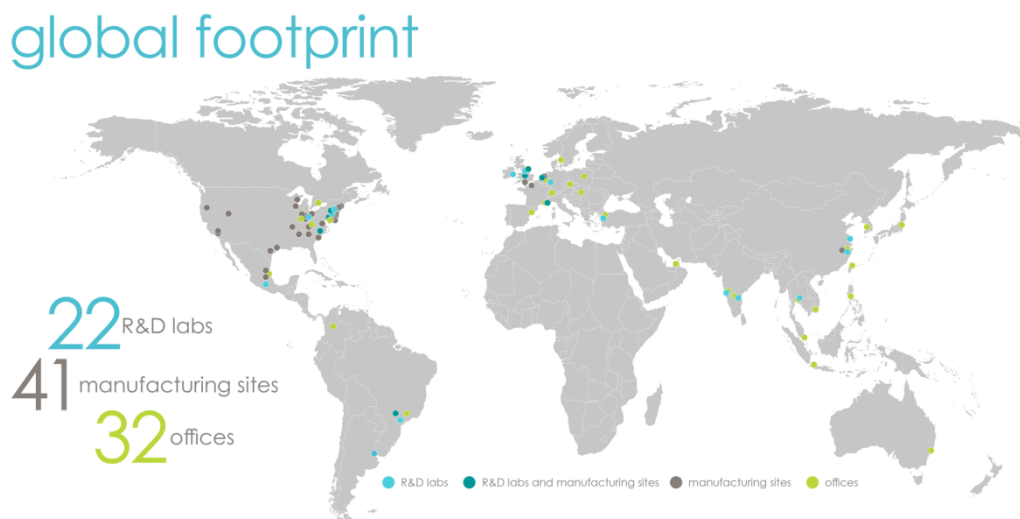 global footprint
22 R&D labs
41 manufacturing sites
32 offices
R&D labs R&D labs and manufacturing sites manufacturing sites offices